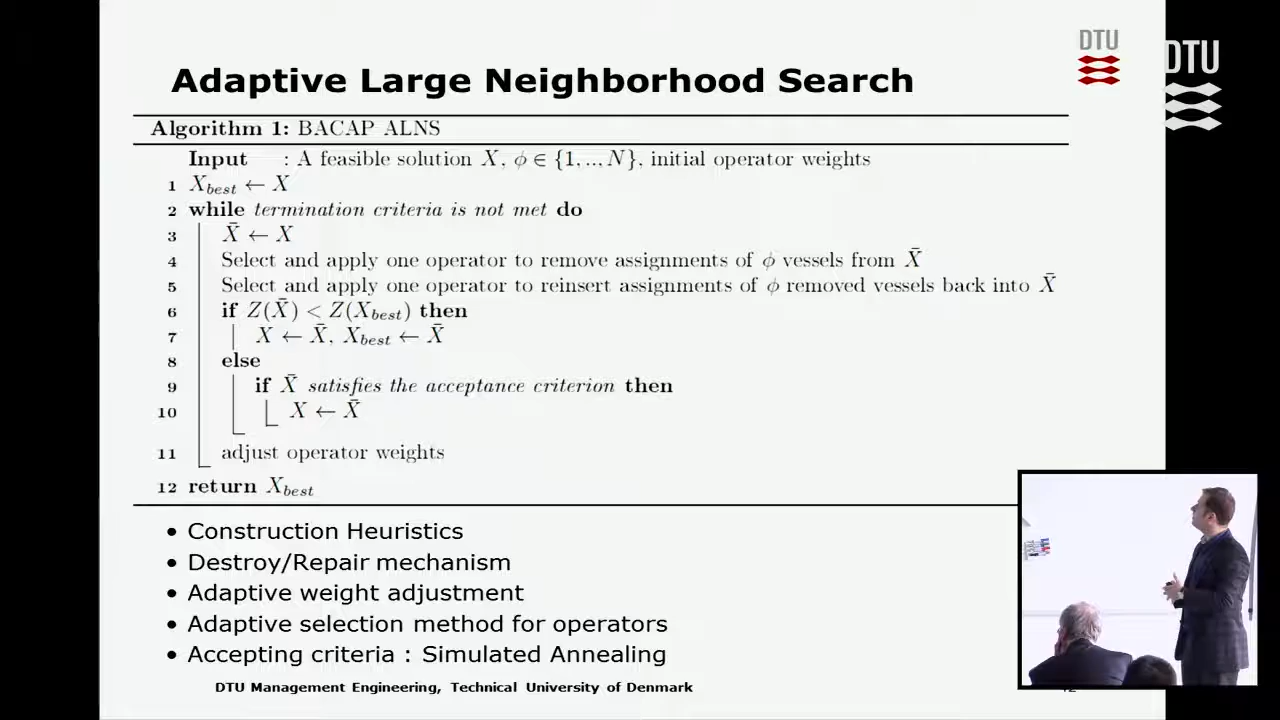 DTU
DTU
Adaptive Large Neighborhood Search
Algorithm 1: BACAP ALNS
Input : A feasible solution X, ϕ ∈ {1, .., N}, initial operator weights
1 X_best ← X
2 while termination criteria is not met do
3 X̄ ← X
4 Select and apply one operator to remove assignments of ϕ vessels from X̄
5 Select and apply one operator to reinsert assignments of ϕ removed vessels back into X̄
6 if Z(X̄) < Z(X_best) then
7 X ← X̄, X_best ← X̄
8 else
9 if X̄ satisfies the acceptance criterion then
10 X ← X̄
11 adjust operator weights
12 return X_best
• Construction Heuristics
• Destroy/Repair mechanism
• Adaptive weight adjustment
• Adaptive selection method for operators
• Accepting criteria : Simulated Annealing
DTU Management Engineering, Technical University of Denmark